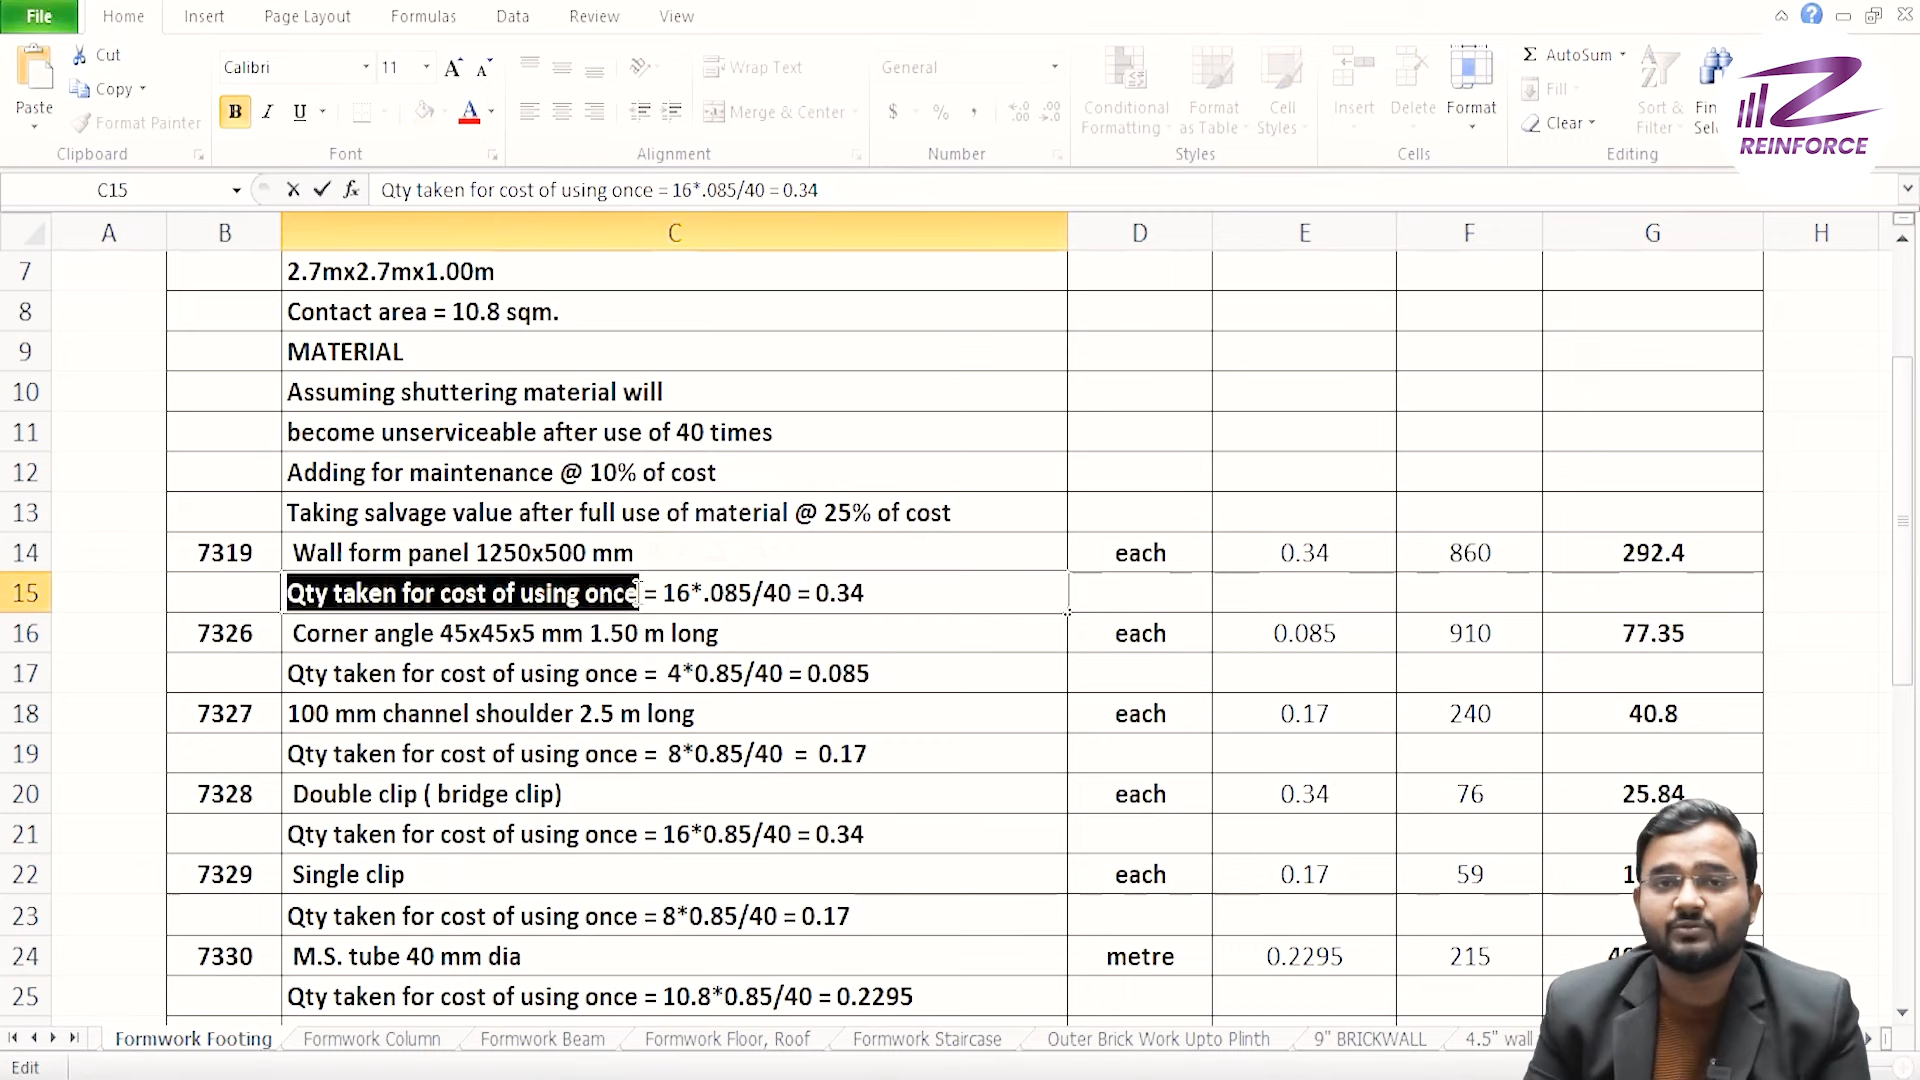 File Home Insert Page Layout Formulas Data Review View
Cut
Copy
Format Painter
Paste
Clipboard
Calibri 11
B I U A
Font
Wrap Text
Merge & Center
Alignment
General
$ % ,
Number
Conditional Formatting
Format as Table
Cell Styles
Styles
Insert Delete Format
Cells
Σ AutoSum
Fill
Clear
Sort & Filter
Editing
REINFORCE
C15 fx Qty taken for cost of using once = 16*.085/40 = 0.34
A B C D E F G H
7 2.7mx2.7mx1.00m
8 Contact area = 10.8 sqm.
9 MATERIAL
10 Assuming shuttering material will
11 become unserviceable after use of 40 times
12 Adding for maintenance @ 10% of cost
13 Taking salvage value after full use of material @ 25% of cost
14 7319 Wall form panel 1250x500 mm each 0.34 860 292.4
15 Qty taken for cost of using once = 16*.085/40 = 0.34
16 7326 Corner angle 45x45x5 mm 1.50 m long each 0.085 910 77.35
17 Qty taken for cost of using once = 4*0.85/40 = 0.085
18 7327 100 mm channel shoulder 2.5 m long each 0.17 240 40.8
19 Qty taken for cost of using once = 8*0.85/40 = 0.17
20 7328 Double clip ( bridge clip) each 0.34 76 25.84
21 Qty taken for cost of using once = 16*0.85/40 = 0.34
22 7329 Single clip each 0.17 59
23 Qty taken for cost of using once = 8*0.85/40 = 0.17
24 7330 M.S. tube 40 mm dia metre 0.2295 215
25 Qty taken for cost of using once = 10.8*0.85/40 = 0.2295
Formwork Footing Formwork Column Formwork Beam Formwork Floor, Roof Formwork Staircase Outer Brick Work Upto Plinth 9" BRICKWALL 4.5" wall
Edit